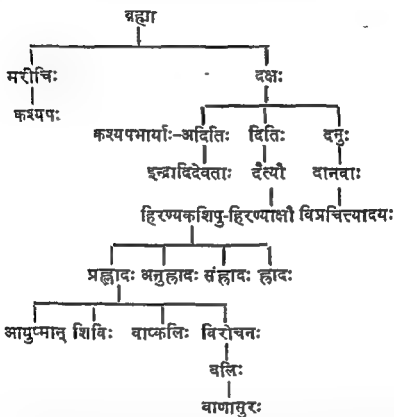 ब्रह्मा
मरीचिः दक्षः
कश्यपः
कश्यपभार्याः-अदितिः दितिः दनुः
इन्द्रादिदेवताः दैत्यौ दानवाः
हिरण्यकशिपु-हिरण्याक्षौ विप्रचित्त्यादयः
प्रह्लादः अनुह्लादः संह्लादः ह्लादः
आयुष्मान् शिविः वाष्कलिः विरोचनः
वलिः
वाणासुरः